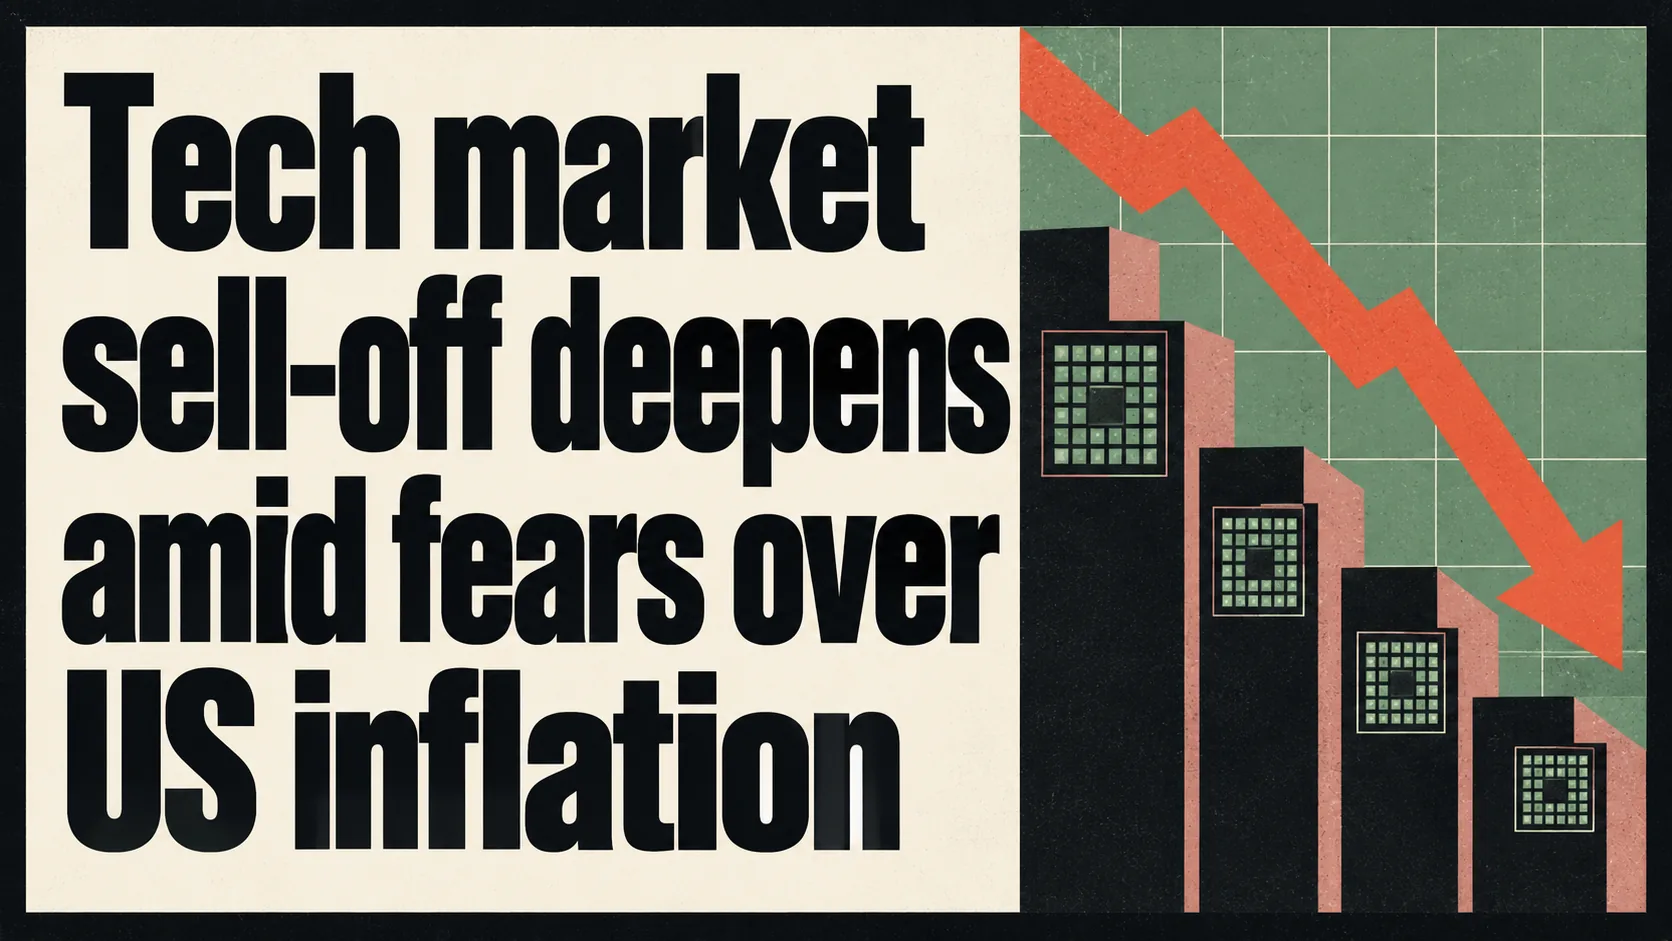 Tech market
sell-off deepens
amid fears over
US inflation